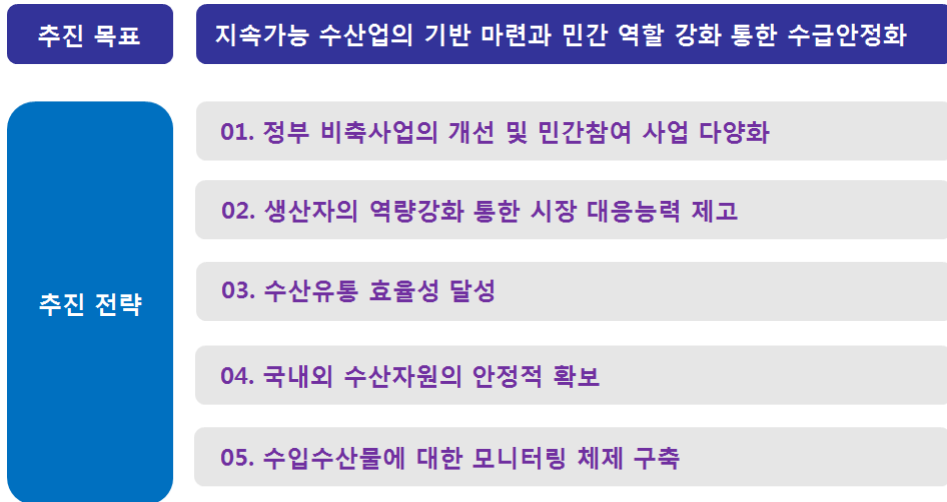 추진 목표
지속가능 수산업의 기반 마련과 민간 역할 강화 통한 수급안정화
추진 전략
01. 정부 비축사업의 개선 및 민간참여 사업 다양화
02. 생산자의 역량강화 통한 시장 대응능력 제고
03. 수산유통 효율성 달성
04. 국내외 수산자원의 안정적 확보
05. 수입수산물에 대한 모니터링 체제 구축